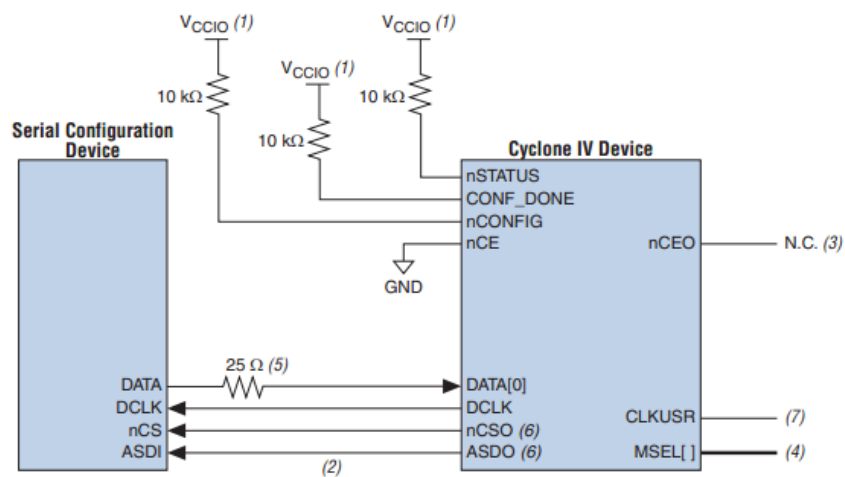 VCCIO (1)
VCCIO (1)
VCCIO (1)
10 kΩ
10 kΩ
10 kΩ
Serial Configuration
Device
Cyclone IV Device
nSTATUS
CONF_DONE
nCONFIG
nCE
nCEO
N.C. (3)
GND
25 Ω (5)
DATA
DATA[0]
DCLK
DCLK
CLKUSR
(7)
nCS
nCSO (6)
ASDI
ASDO (6)
MSEL[ ]
(4)
(2)